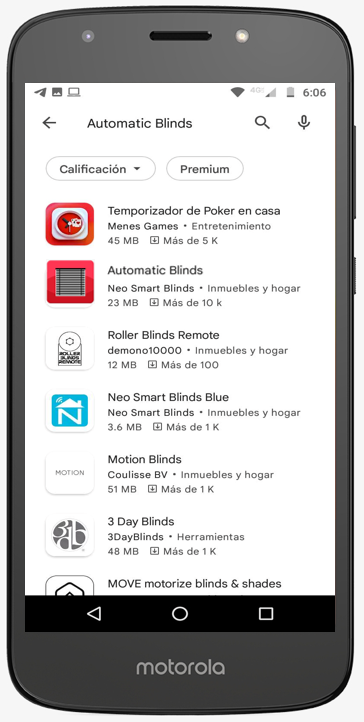 4G
6:06
Automatic Blinds
Calificación
Premium
Temporizador de Poker en casa
Menes Games • Entretenimiento
45 MB Más de 5 K
Automatic Blinds
Neo Smart Blinds • Inmuebles y hogar
23 MB Más de 10 k
ROLLER
BLINDS
REMOTE
Roller Blinds Remote
demono10000 • Inmuebles y hogar
12 MB Más de 100
N
Neo Smart Blinds Blue
Neo Smart Blinds • Inmuebles y hogar
3.6 MB Más de 1 K
MOTION
Motion Blinds
Coulisse BV • Inmuebles y hogar
51 MB Más de 1 K
3db
3 Day Blinds
3DayBlinds • Herramientas
48 MB Más de 1 K
MOVE motorize blinds & shades
motorola